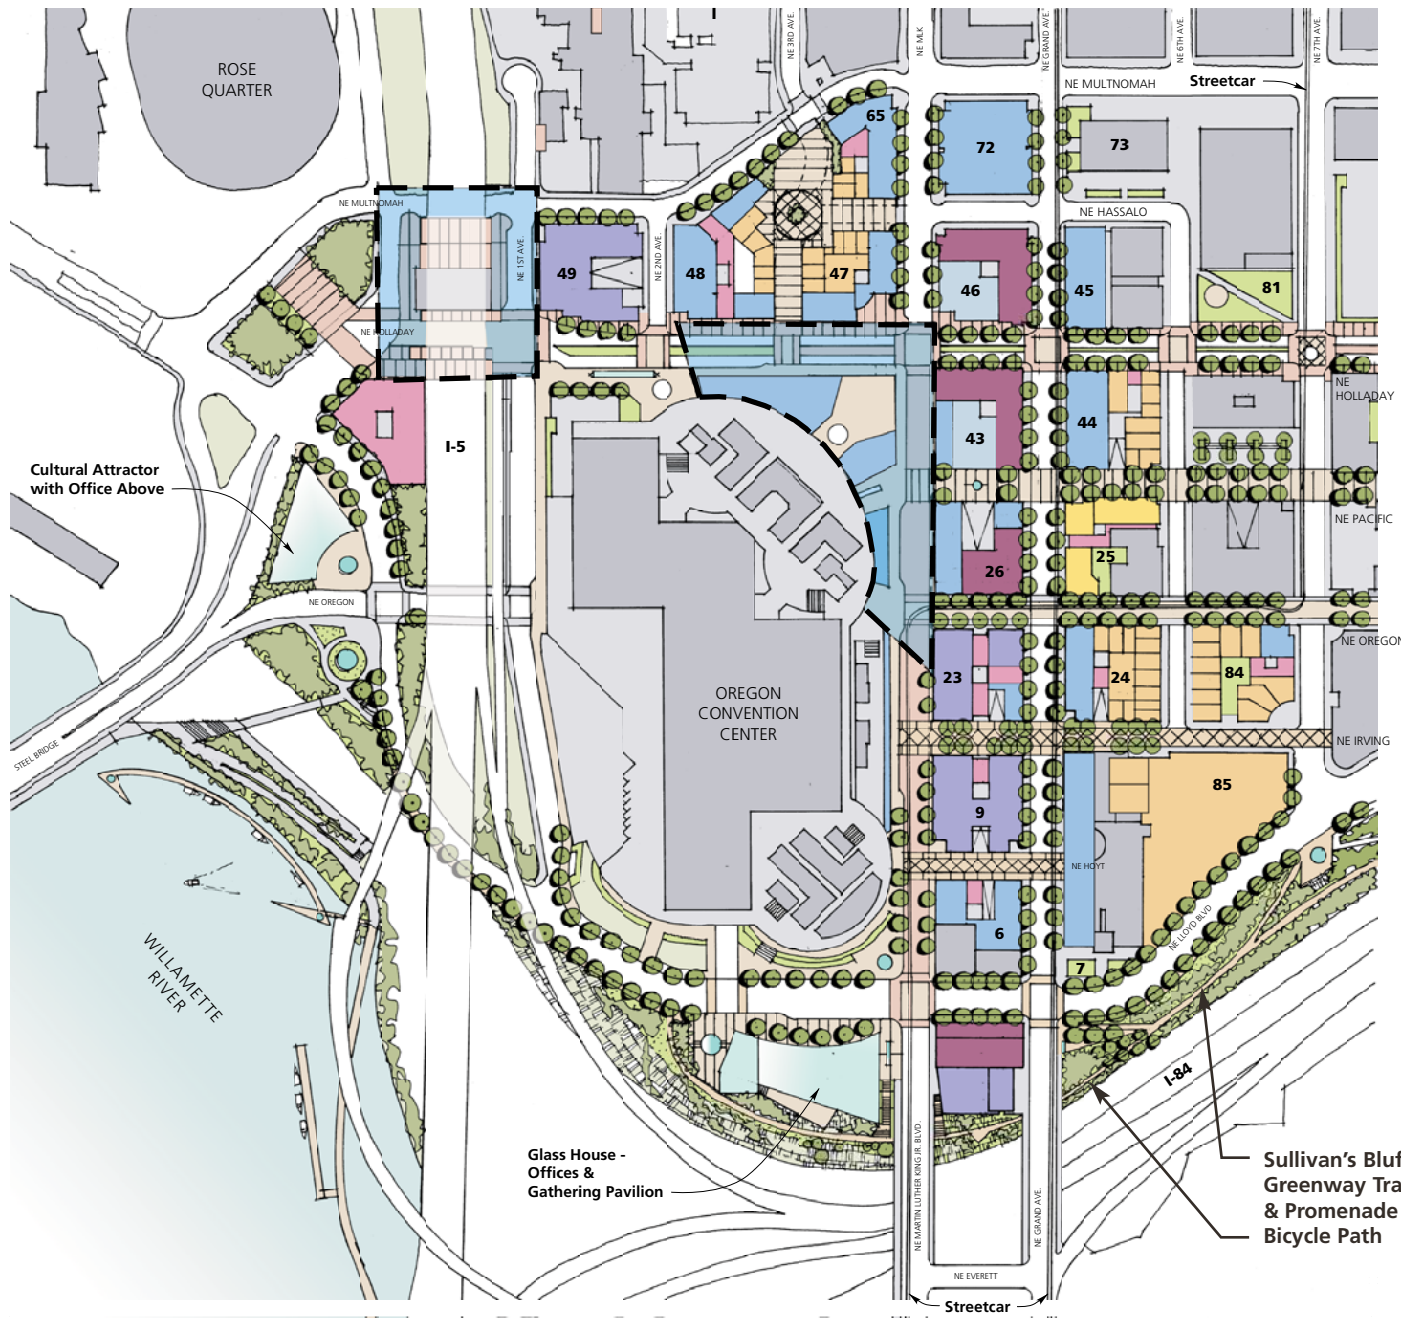 ROSE
QUARTER
NE 3RD AVE.
NE MLK
NE GRAND AVE.
NE 6TH AVE.
NE 7TH AVE.
NE MULTNOMAH
Streetcar
65
72
73
NE MULTNOMAH
NE HASSALO
NE 1ST AVE.
NE 2ND AVE.
49
48
47
46
45
81
NE HOLLADAY
NE
HOLLADAY
I-5
43
44
Cultural Attractor
with Office Above
NE PACIFIC
25
26
NE OREGON
NE OREGON
23
24
84
OREGON
CONVENTION
CENTER
STEEL BRIDGE
NE IRVING
85
9
NE HOYT
6
7
NE LLOYD BLVD
WILLAMETTE
RIVER
I-84
Glass House -
Offices &
Gathering Pavilion
Sullivan's Bluf
Greenway Tra
& Promenade
Bicycle Path
NE MARTIN LUTHER KING JR. BLVD.
NE GRAND AVE.
NE EVERETT
Streetcar